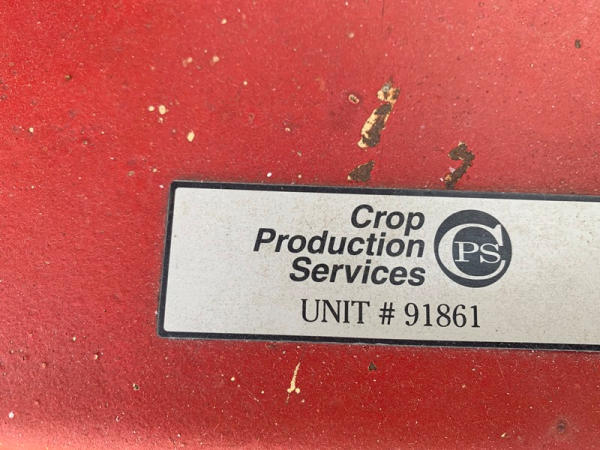 Crop
Production
Services
CPS
UNIT # 91861